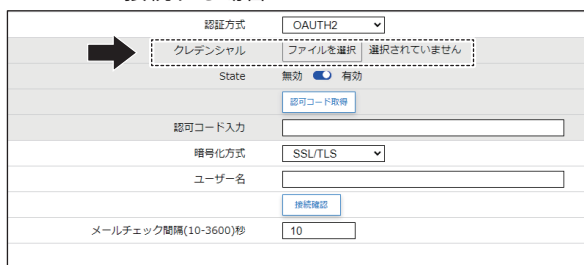 認証方式 OAUTH2
クレデンシャル ファイルを選択 選択されていません
State 無効 有効
認可コード取得
認可コード入力
暗号化方式 SSL/TLS
ユーザー名
接続確認
メールチェック間隔(10-3600)秒 10